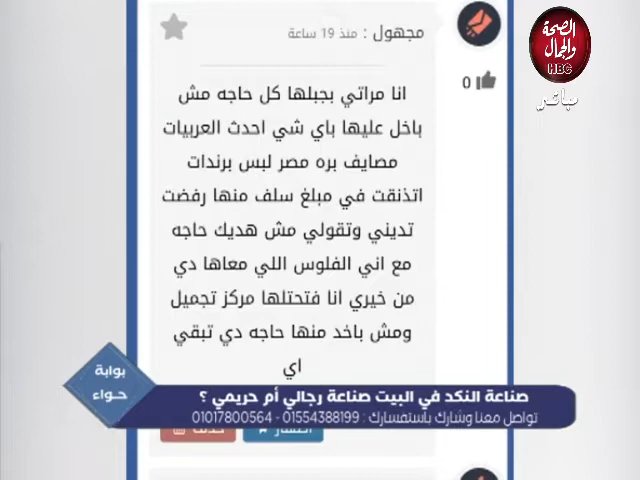 الصحة
والجمال
HBC
مباشر
مجهول : منذ 19 ساعة
0
انا مراتي بجبلها كل حاجه مش
باخل عليها باي شي احدث العربيات
مصايف بره مصر لبس برندات
اتذنقت في مبلغ سلف منها رفضت
تديني وتقولي مش هديك حاجه
مع اني الفلوس اللي معاها دي
من خيري انا فتحتلها مركز تجميل
ومش باخد منها حاجه دي تبقي
اي
بوابة
حواء
صناعة النكد في البيت صناعة رجالي أم حريمي ؟
تواصل معنا وشارك باستفسارك : 01554388199 - 01017800564